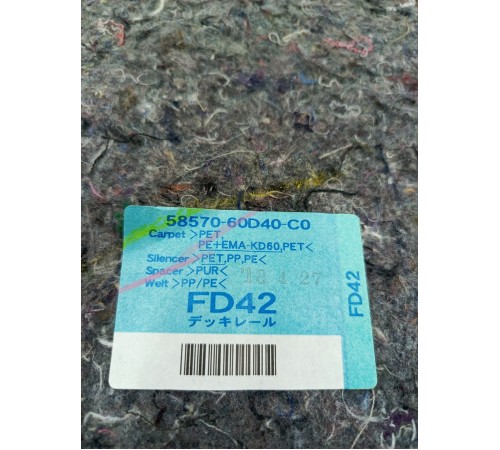 58570-60D40-C0
Carpet >PET,
PE+EMA-KD60,PET<
Silencer >PET,PP,PE<
Spacer >PUR<
'18.4.27
Welt >PP/PE<
FD42
デッキレール
FD42